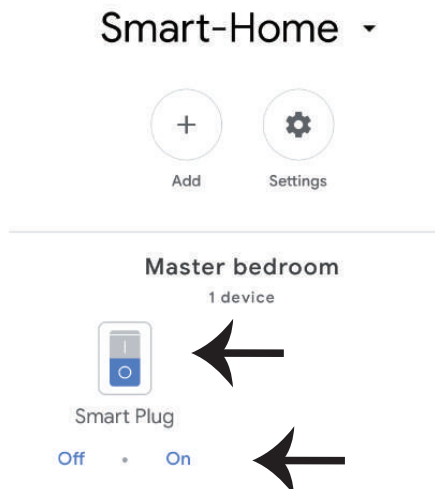 Smart-Home
Add Settings
Master bedroom
1 device
Smart Plug
Off • On